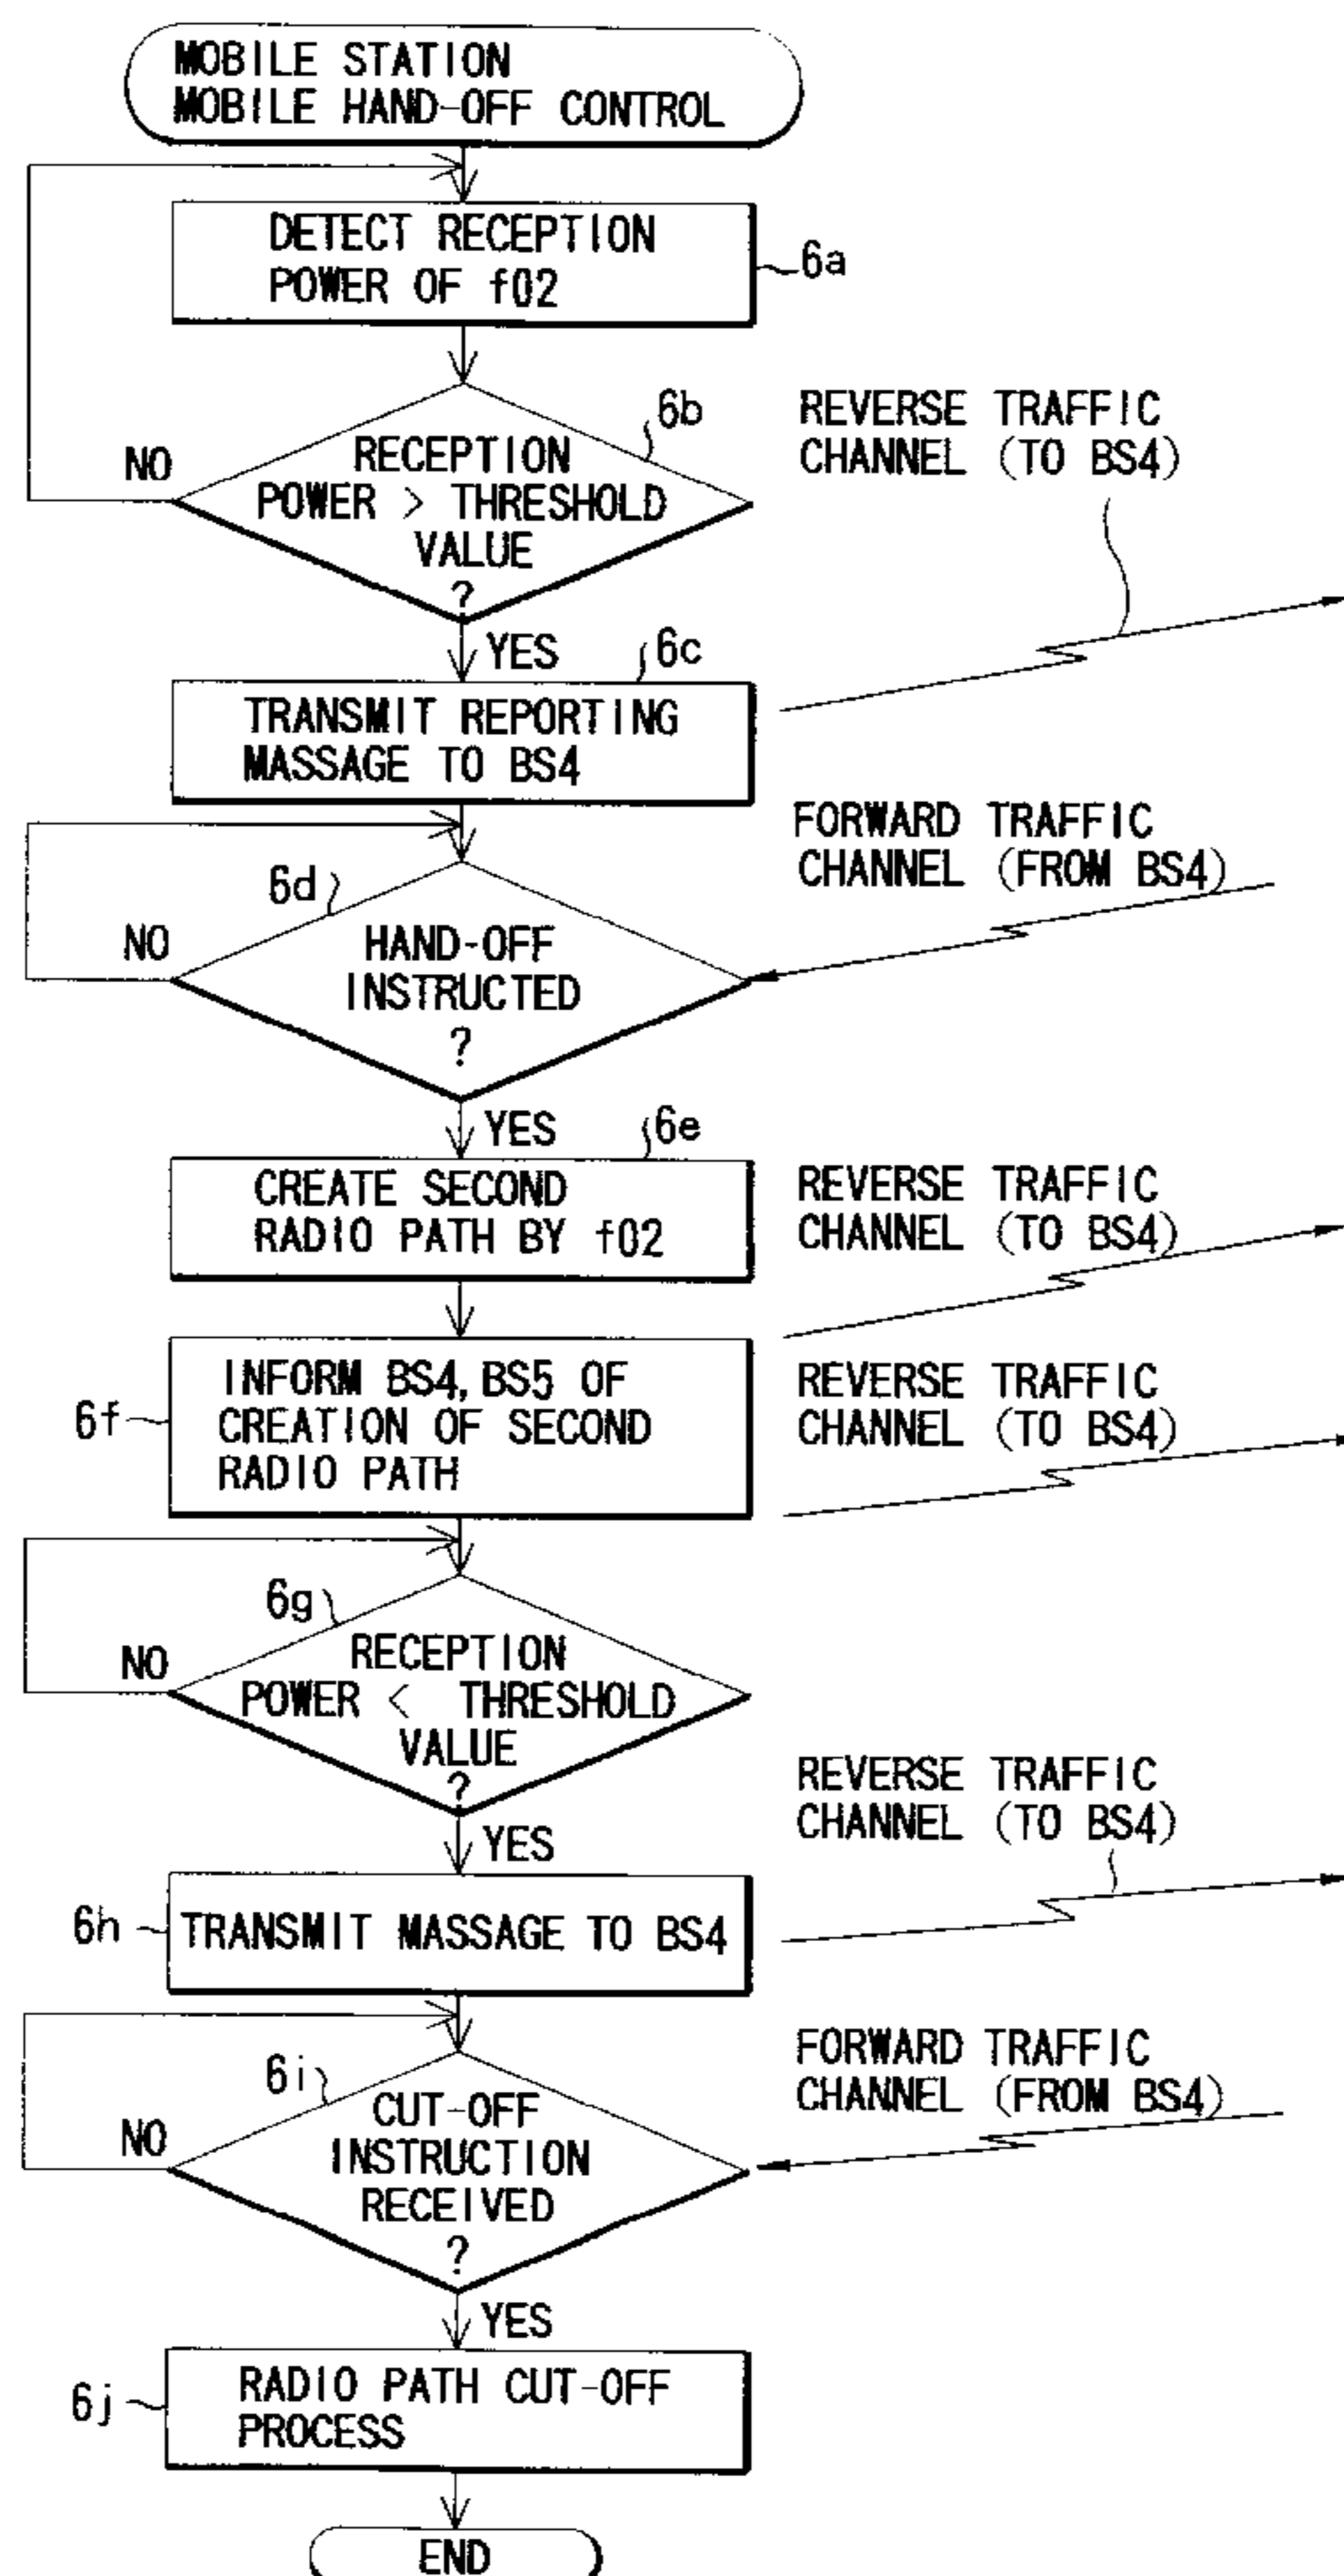 MOBILE STATION
MOBILE HAND-OFF CONTROL
DETECT RECEPTION
POWER OF f02
6a
6b
NO
RECEPTION
POWER > THRESHOLD
VALUE
?
REVERSE TRAFFIC
CHANNEL (TO BS4)
YES
6c
TRANSMIT REPORTING
MASSAGE TO BS4
FORWARD TRAFFIC
CHANNEL (FROM BS4)
6d
NO
HAND-OFF
INSTRUCTED
?
YES
6e
CREATE SECOND
RADIO PATH BY f02
REVERSE TRAFFIC
CHANNEL (TO BS4)
6f
INFORM BS4, BS5 OF
CREATION OF SECOND
RADIO PATH
REVERSE TRAFFIC
CHANNEL (TO BS4)
6g
NO
RECEPTION
POWER < THRESHOLD
VALUE
?
YES
REVERSE TRAFFIC
CHANNEL (TO BS4)
6h
TRANSMIT MASSAGE TO BS4
6i
NO
CUT-OFF
INSTRUCTION
RECEIVED
?
FORWARD TRAFFIC
CHANNEL (FROM BS4)
YES
6j
RADIO PATH CUT-OFF
PROCESS
END